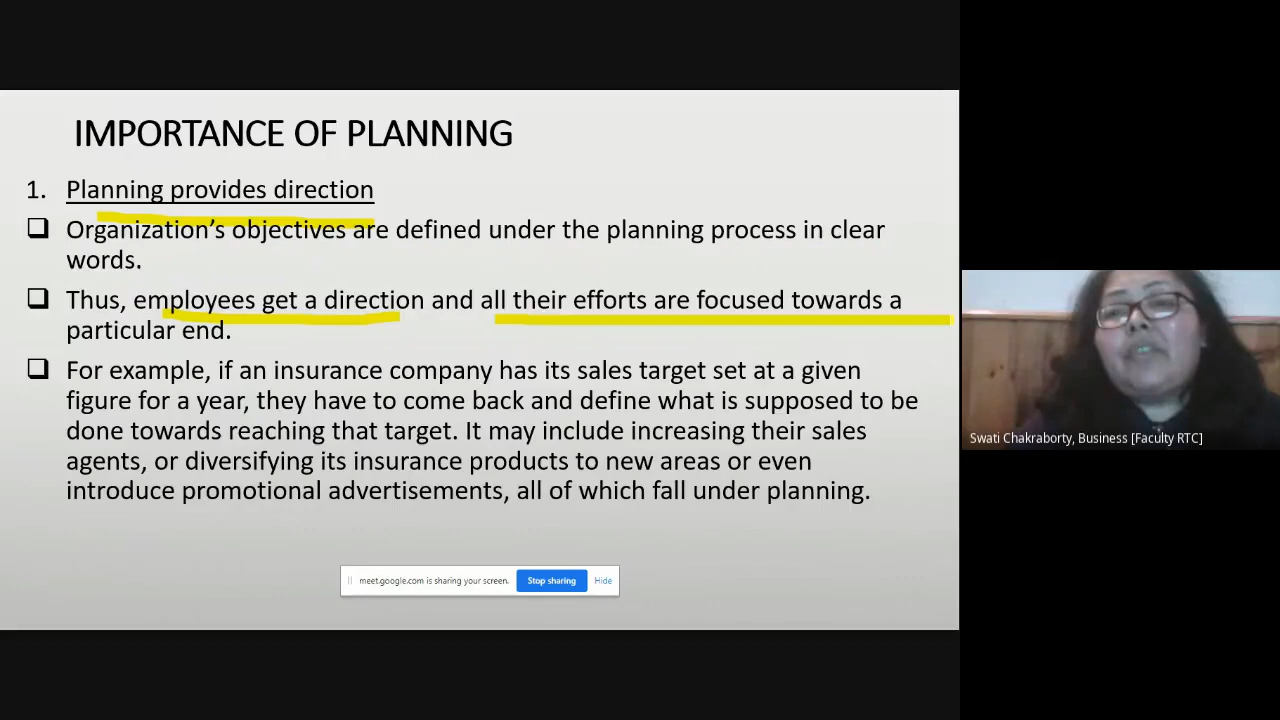 IMPORTANCE OF PLANNING
1. Planning provides direction
❑ Organization’s objectives are defined under the planning process in clear
words.
❑ Thus, employees get a direction and all their efforts are focused towards a
particular end.
❑ For example, if an insurance company has its sales target set at a given
figure for a year, they have to come back and define what is supposed to be
done towards reaching that target. It may include increasing their sales
agents, or diversifying its insurance products to new areas or even
introduce promotional advertisements, all of which fall under planning.
meet.google.com is sharing your screen. Stop sharing Hide
Swati Chakraborty, Business [Faculty RTC]